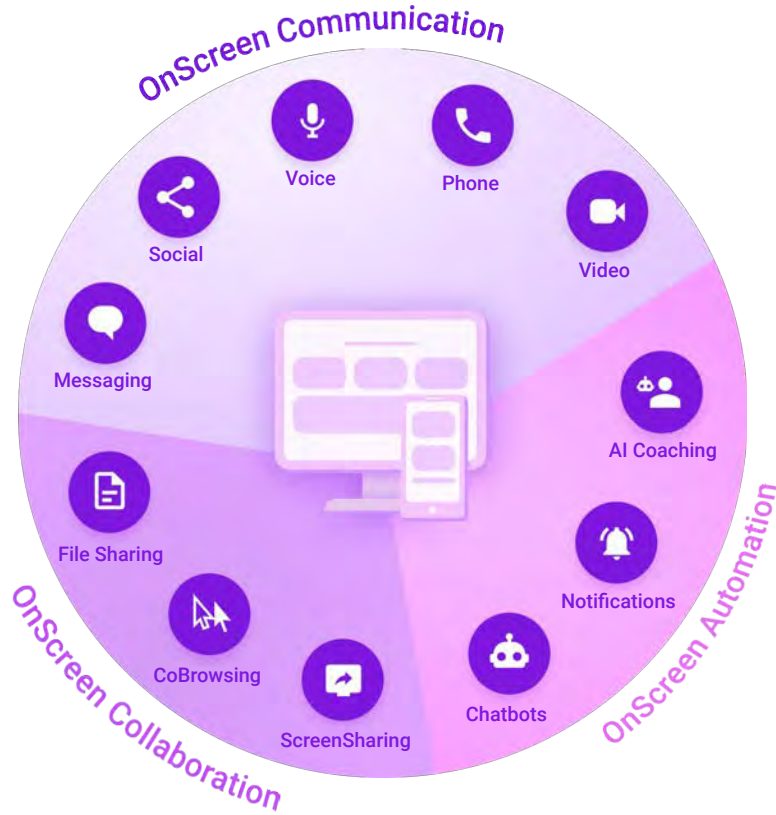 OnScreen Communication
Voice
Phone
Social
Video
Messaging
AI Coaching
File Sharing
Notifications
CoBrowsing
Chatbots
ScreenSharing
OnScreen Collaboration
OnScreen Automation